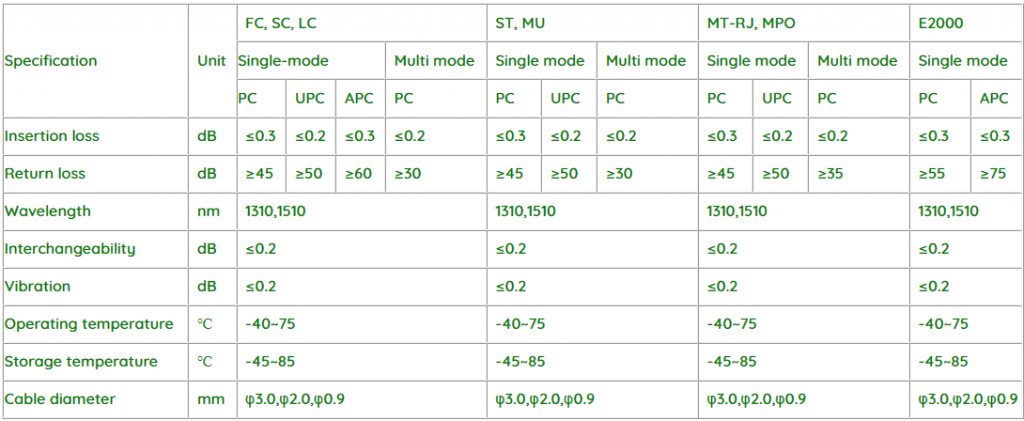 FC, SC, LC ST, MU MT-RJ, MPO E2000
Specification Unit Single-mode Multi mode Single mode Multi mode Single mode Multi mode Single mode
PC UPC APC PC PC UPC PC PC UPC PC PC APC
Insertion loss dB ≤0.3 ≤0.2 ≤0.3 ≤0.2 ≤0.3 ≤0.2 ≤0.2 ≤0.3 ≤0.2 ≤0.2 ≤0.3 ≤0.3
Return loss dB ≥45 ≥50 ≥60 ≥30 ≥45 ≥50 ≥30 ≥45 ≥50 ≥35 ≥55 ≥75
Wavelength nm 1310,1510 1310,1510 1310,1510 1310,1510
Interchangeability dB ≤0.2 ≤0.2 ≤0.2 ≤0.2
Vibration dB ≤0.2 ≤0.2 ≤0.2 ≤0.2
Operating temperature °C -40~75 -40~75 -40~75 -40~75
Storage temperature °C -45~85 -45~85 -45~85 -45~85
Cable diameter mm φ3.0,φ2.0,φ0.9 φ3.0,φ2.0,φ0.9 φ3.0,φ2.0,φ0.9 φ3.0,φ2.0,φ0.9